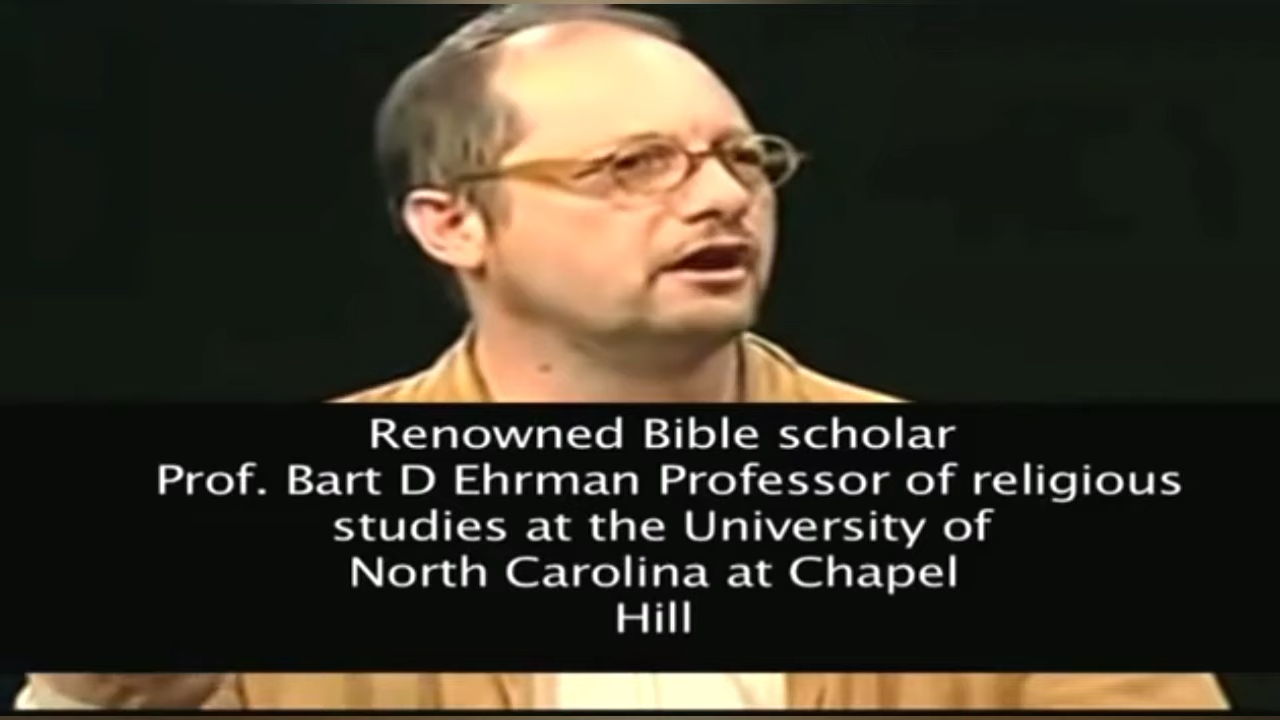 Renowned Bible scholar
Prof. Bart D Ehrman Professor of religious
studies at the University of
North Carolina at Chapel
Hill